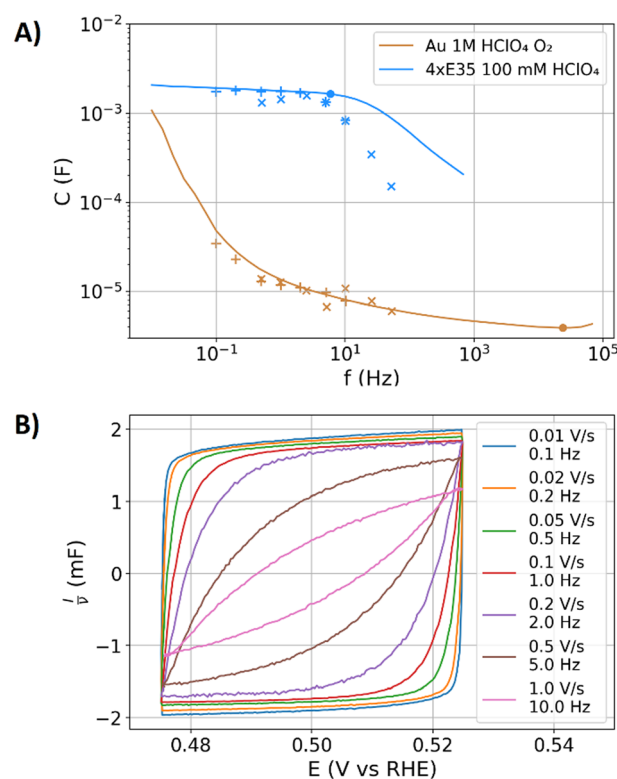 A)
10⁻²
10⁻³
10⁻⁴
10⁻⁵
C (F)
Au 1M HClO₄ O₂
4xE35 100 mM HClO₄
10⁻¹ 10¹ 10³ 10⁵
f (Hz)
B)
2
1
0
−1
−2
I/ν (mF)
0.01 V/s
0.1 Hz
0.02 V/s
0.2 Hz
0.05 V/s
0.5 Hz
0.1 V/s
1.0 Hz
0.2 V/s
2.0 Hz
0.5 V/s
5.0 Hz
1.0 V/s
10.0 Hz
0.48 0.50 0.52 0.54
E (V vs RHE)